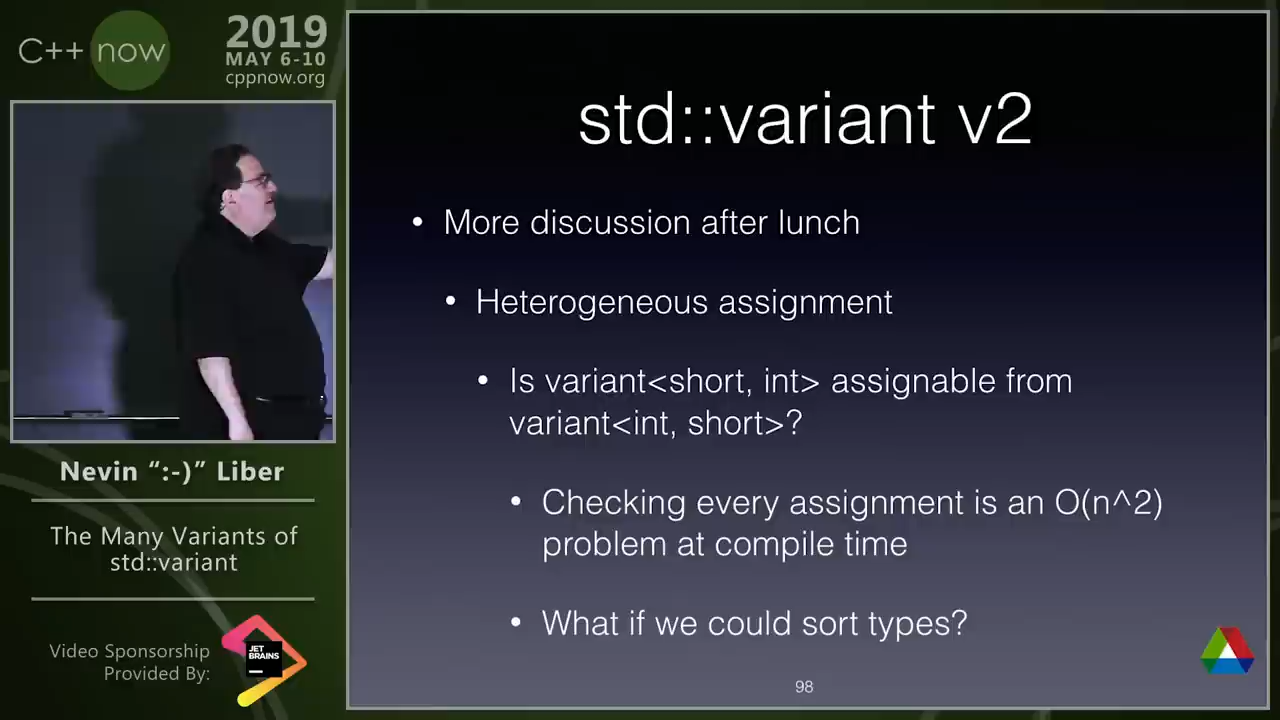 C++ now
2019
MAY 6-10
cppnow.org
Nevin “:-)” Liber
The Many Variants of
std::variant
Video Sponsorship
Provided By:
JET
BRAINS
std::variant v2
• More discussion after lunch
• Heterogeneous assignment
• Is variant<short, int> assignable from
variant<int, short>?
• Checking every assignment is an O(n^2)
problem at compile time
• What if we could sort types?
98